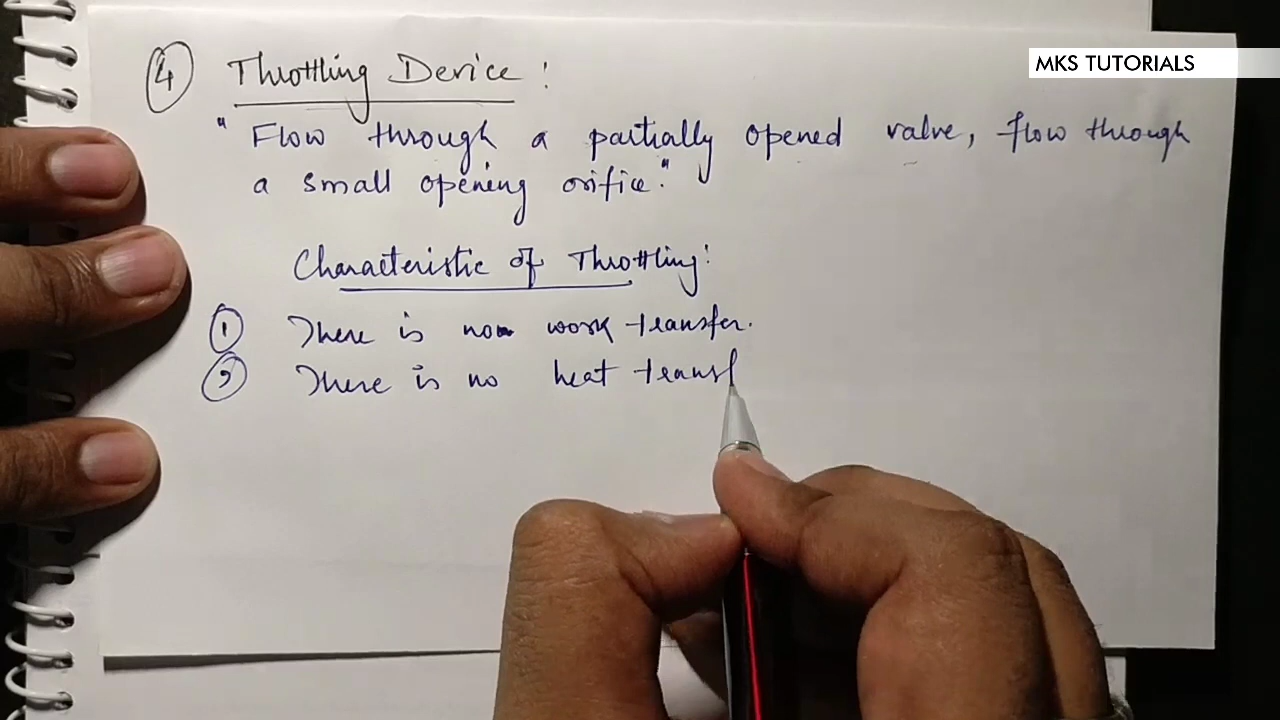 MKS TUTORIALS
④ Throttling Device :
" Flow through a partially opened valve, flow through
a small opening orifice."
Characteristic of Throttling:
① There is no work transfer.
② There is no heat transf